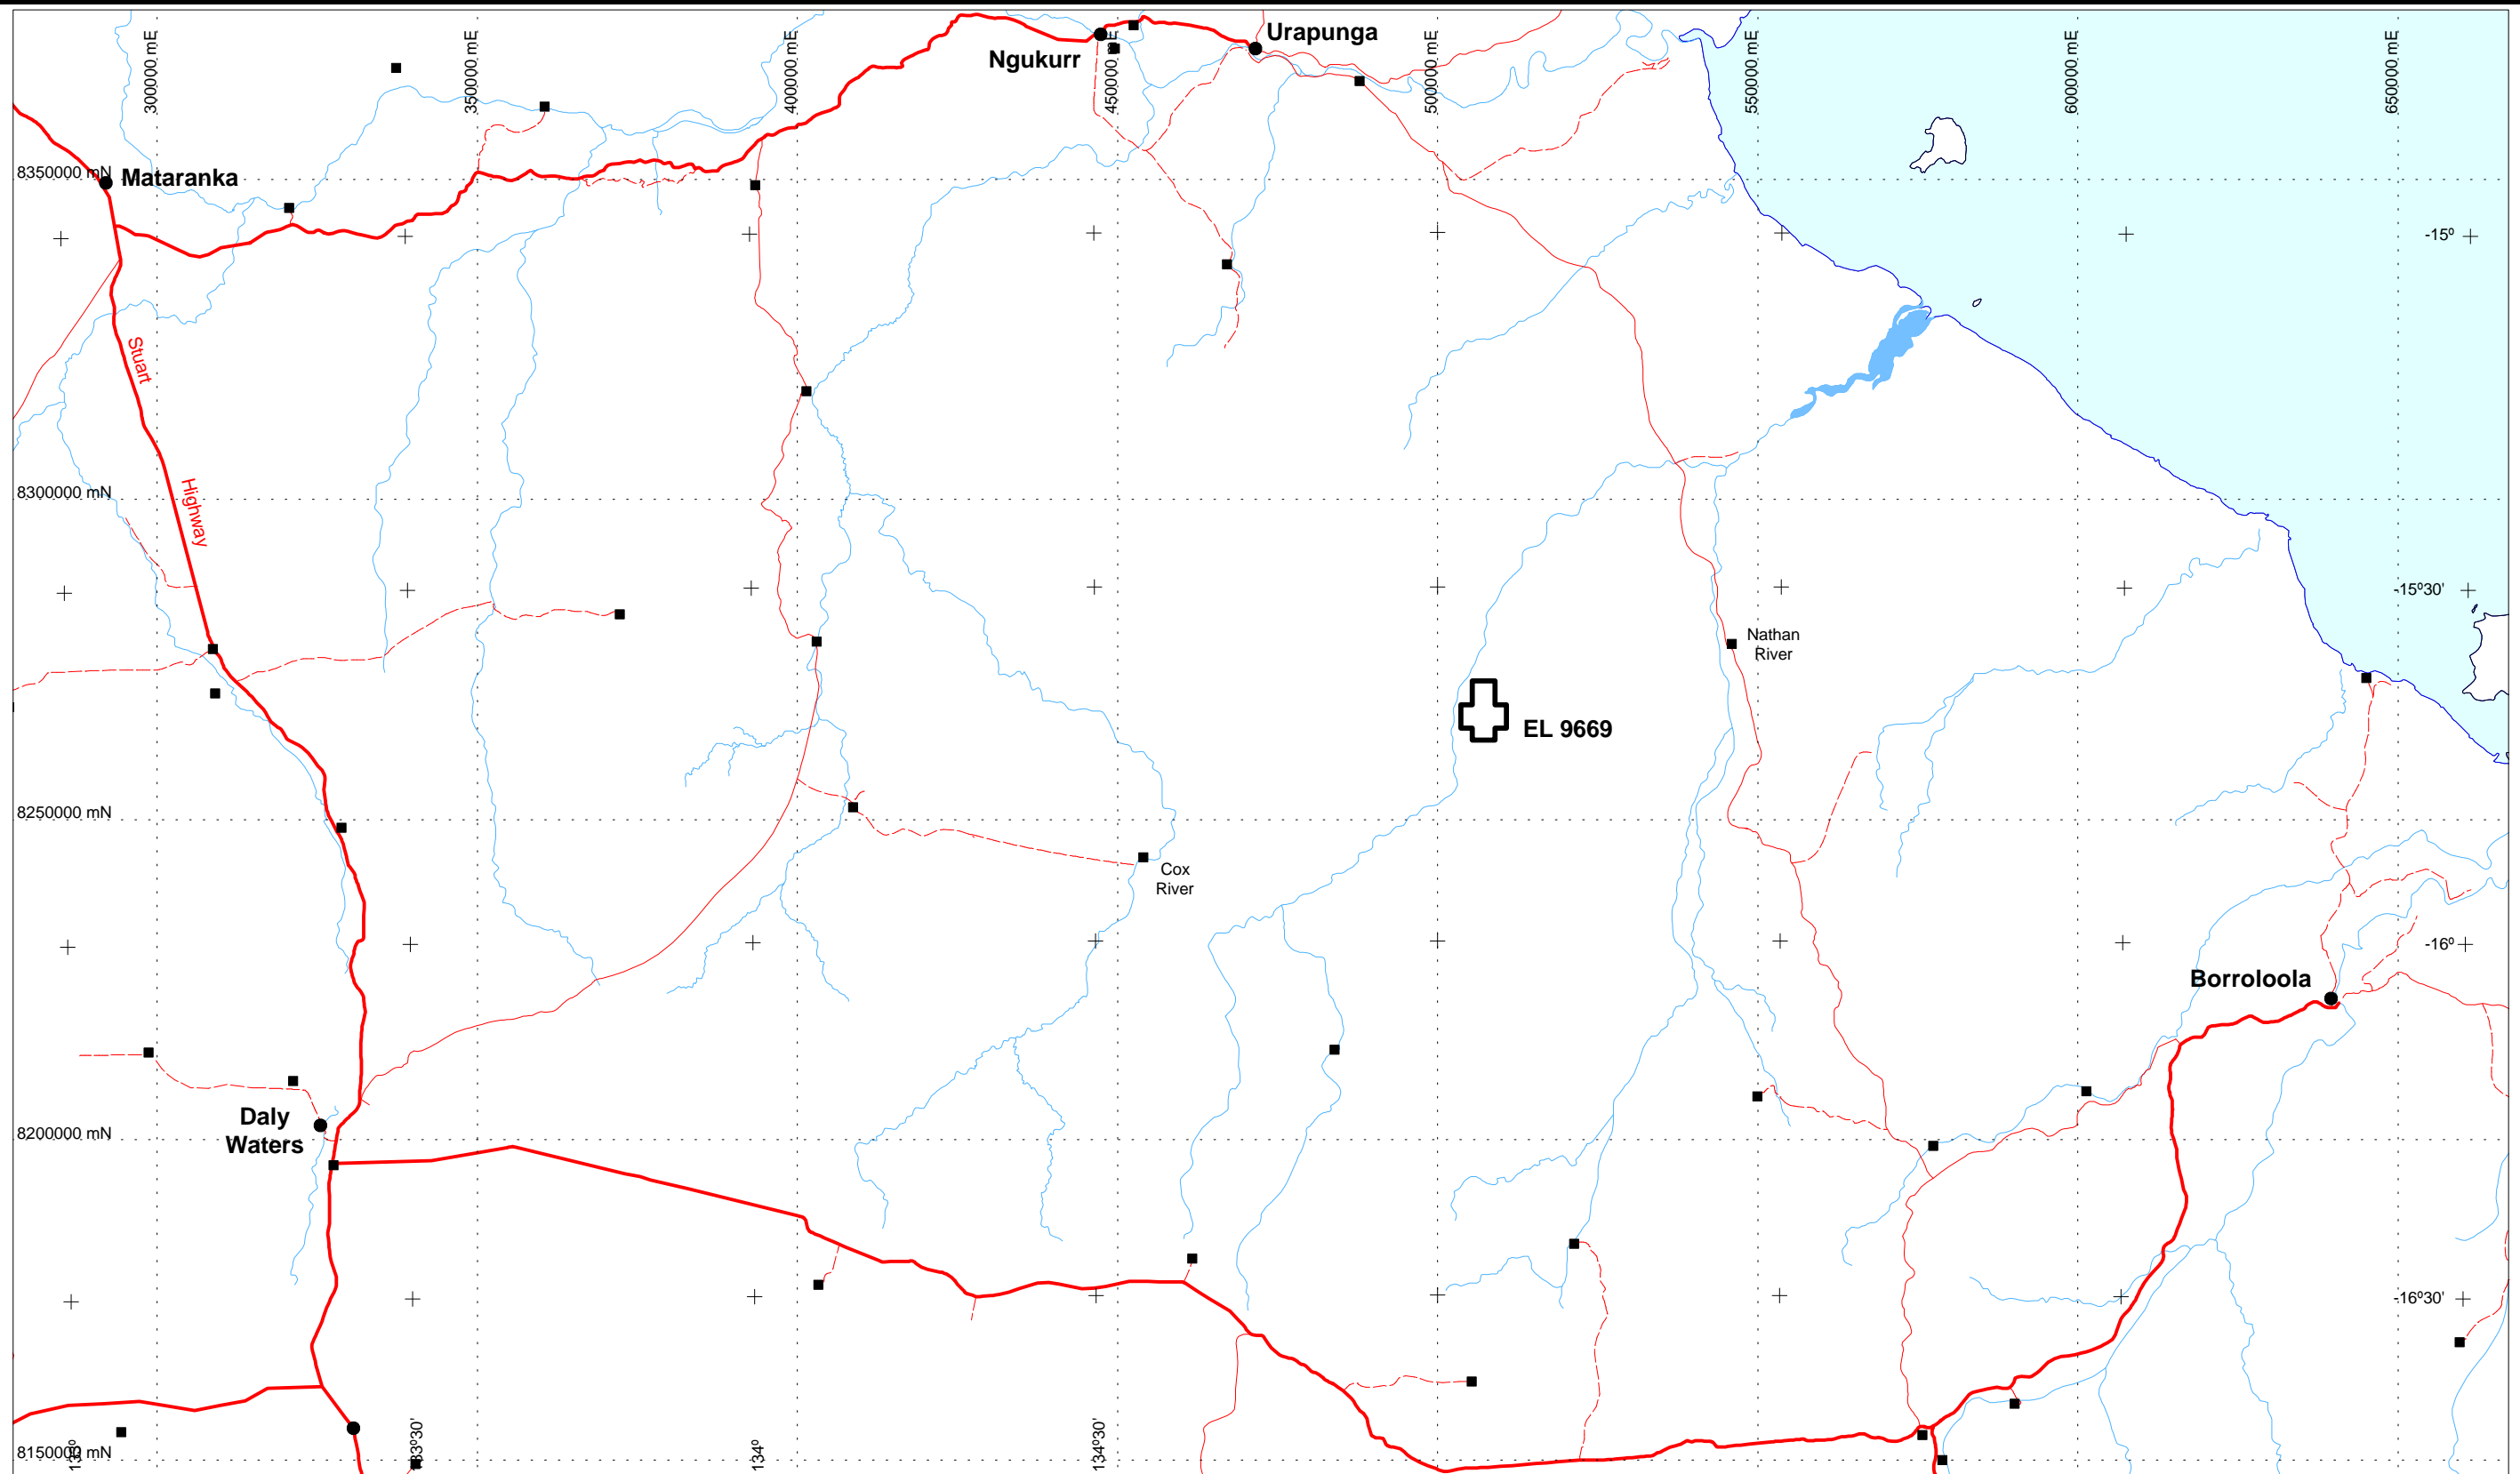 300000 mE
350000 mE
400000 mE
450000 mE
500000 mE
550000 mE
600000 mE
650000 mE
Urapunga
Ngukurr
8350000 mN
Mataranka
-15º
Stuart
Highway
8300000 mN
-15º30'
Nathan
River
EL 9669
8250000 mN
Cox
River
-16º
Borroloola
Daly
Waters
8200000 mN
-16º30'
8150000 mN
133º
133º30'
134º
134º30'